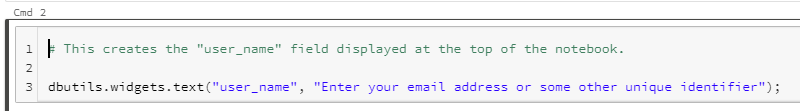 Cmd 2
1 # This creates the "user_name" field displayed at the top of the notebook.
2
3 dbutils.widgets.text("user_name", "Enter your email address or some other unique identifier");